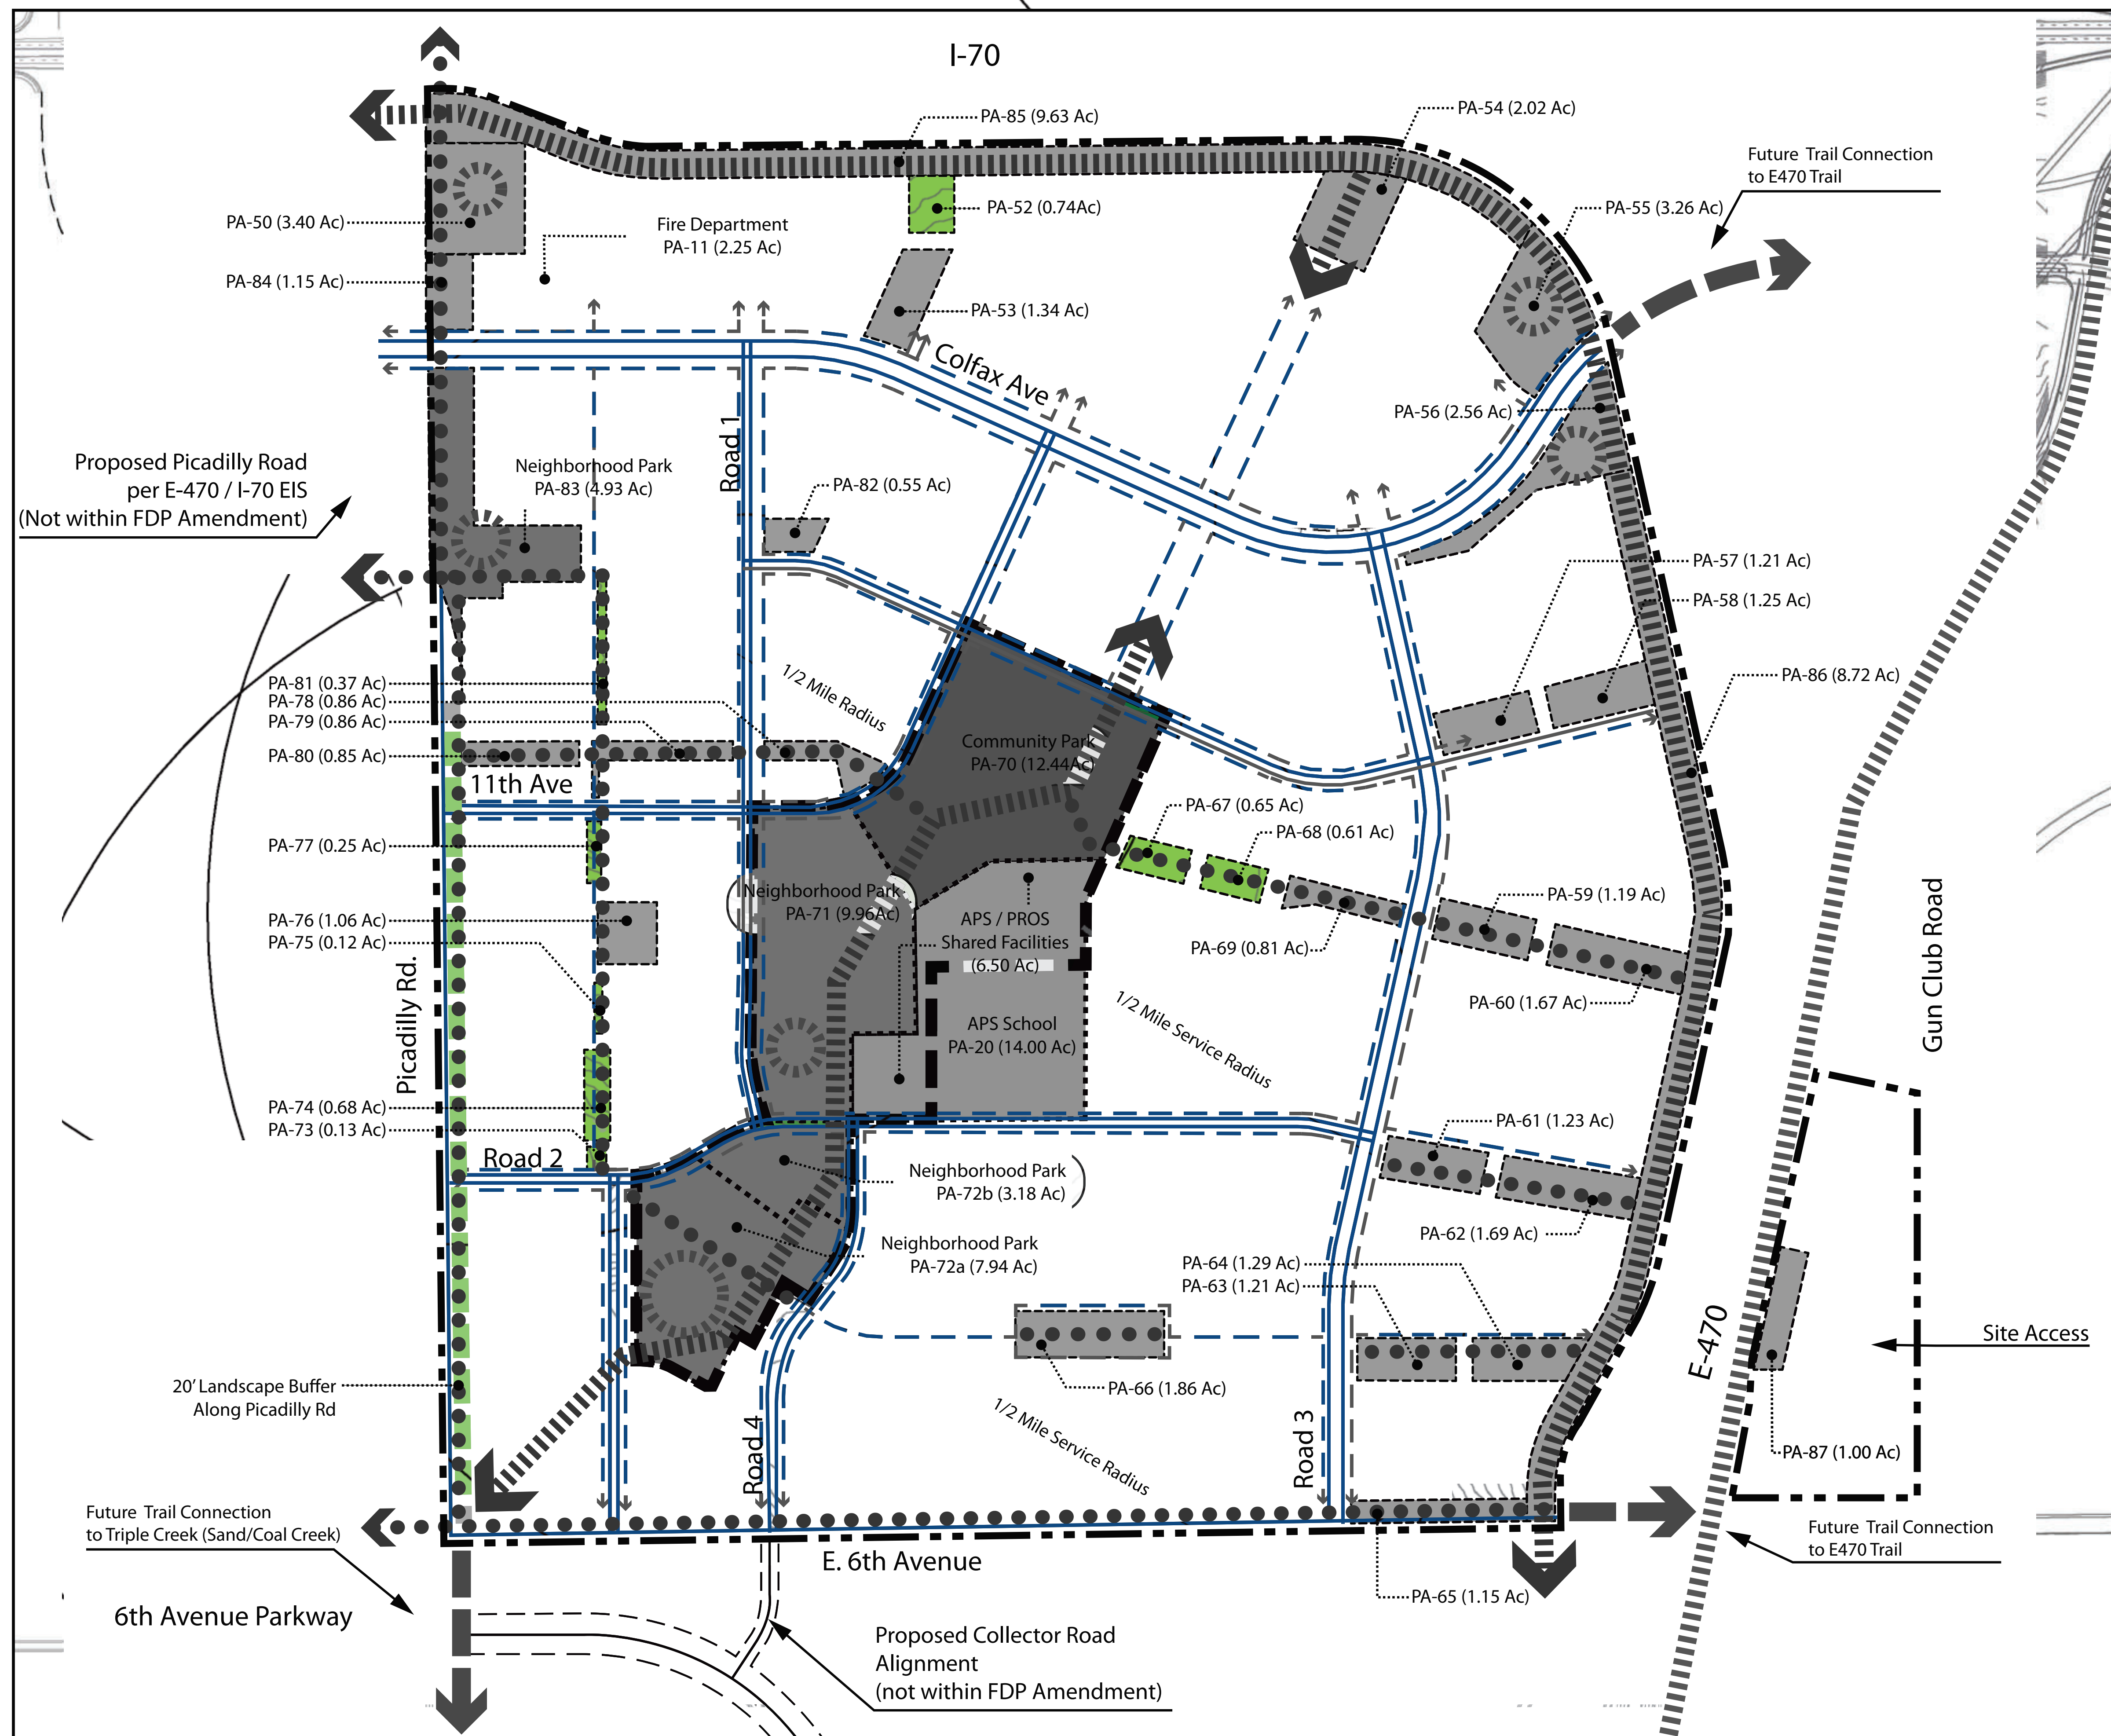 I-70
PA-85 (9.63 Ac)
PA-54 (2.02 Ac)
Future Trail Connection
to E470 Trail
PA-52 (0.74Ac)
PA-55 (3.26 Ac)
PA-50 (3.40 Ac)
Fire Department
PA-11 (2.25 Ac)
PA-84 (1.15 Ac)
PA-53 (1.34 Ac)
Colfax Ave
PA-56 (2.56 Ac)
Road 1
Proposed Picadilly Road
per E-470 / I-70 EIS
(Not within FDP Amendment)
Neighborhood Park
PA-83 (4.93 Ac)
PA-82 (0.55 Ac)
PA-57 (1.21 Ac)
PA-58 (1.25 Ac)
PA-81 (0.37 Ac)
PA-78 (0.86 Ac)
PA-79 (0.86 Ac)
PA-80 (0.85 Ac)
1/2 Mile Radius
PA-86 (8.72 Ac)
Community Park
PA-70 (12.44Ac)
11th Ave
PA-67 (0.65 Ac)
PA-68 (0.61 Ac)
PA-77 (0.25 Ac)
Neighborhood Park
PA-71 (9.96Ac)
PA-59 (1.19 Ac)
PA-76 (1.06 Ac)
PA-75 (0.12 Ac)
APS / PROS
Shared Facilities
(6.50 Ac)
PA-69 (0.81 Ac)
Gun Club Road
PA-60 (1.67 Ac)
Picadilly Rd.
APS School
PA-20 (14.00 Ac)
1/2 Mile Service Radius
PA-74 (0.68 Ac)
PA-73 (0.13 Ac)
PA-61 (1.23 Ac)
Road 2
Neighborhood Park
PA-72b (3.18 Ac)
PA-62 (1.69 Ac)
Neighborhood Park
PA-72a (7.94 Ac)
PA-64 (1.29 Ac)
PA-63 (1.21 Ac)
E-470
Site Access
20' Landscape Buffer
Along Picadilly Rd
PA-66 (1.86 Ac)
1/2 Mile Service Radius
Road 4
Road 3
PA-87 (1.00 Ac)
Future Trail Connection
to Triple Creek (Sand/Coal Creek)
Future Trail Connection
to E470 Trail
E. 6th Avenue
PA-65 (1.15 Ac)
6th Avenue Parkway
Proposed Collector Road
Alignment
(not within FDP Amendment)